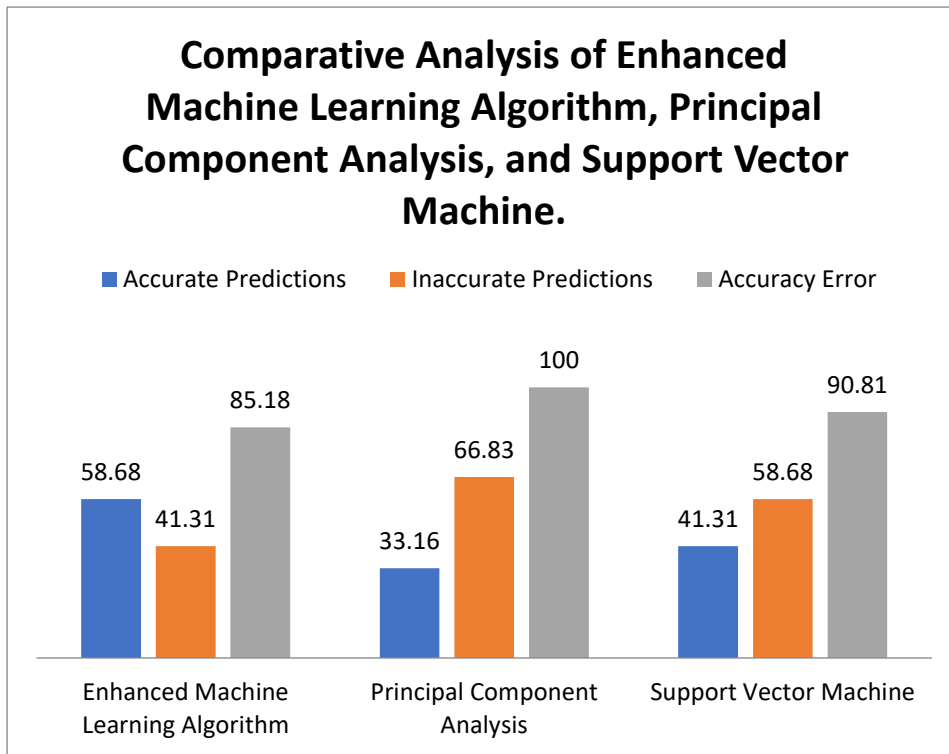 Comparative Analysis of Enhanced
Machine Learning Algorithm, Principal
Component Analysis, and Support Vector
Machine.
Accurate Predictions Inaccurate Predictions Accuracy Error
58.68
41.31
85.18
33.16
66.83
100
41.31
58.68
90.81
Enhanced Machine
Learning Algorithm
Principal Component
Analysis
Support Vector Machine